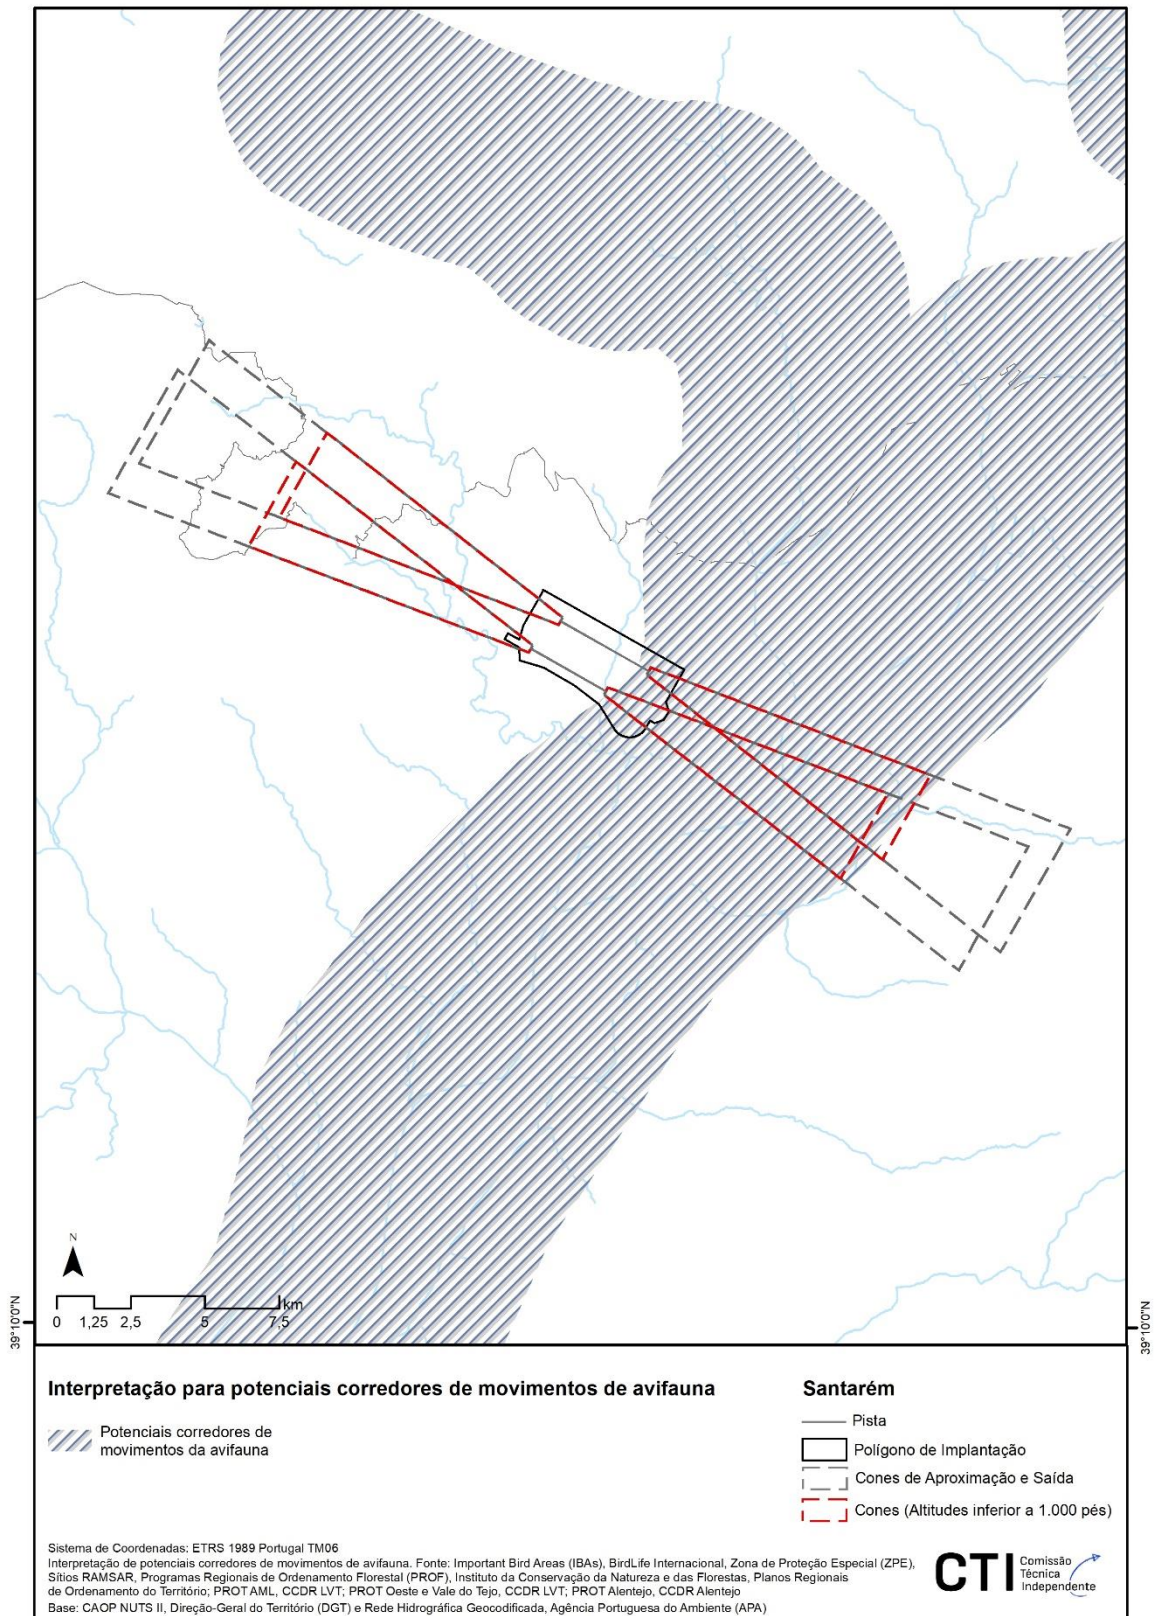 N
km
0 1,25 2,5 5 7,5
39°10'0"N
39°10'0"N
Interpretação para potenciais corredores de movimentos de avifauna
Potenciais corredores de
movimentos da avifauna
Santarém
Pista
Polígono de Implantação
Cones de Aproximação e Saída
Cones (Altitudes inferior a 1.000 pés)
Sistema de Coordenadas: ETRS 1989 Portugal TM06
Interpretação de potenciais corredores de movimentos de avifauna. Fonte: Important Bird Areas (IBAs), BirdLife Internacional, Zona de Proteção Especial (ZPE),
Sítios RAMSAR, Programas Regionais de Ordenamento Florestal (PROF), Instituto da Conservação da Natureza e das Florestas, Planos Regionais
de Ordenamento do Território; PROT AML, CCDR LVT; PROT Oeste e Vale do Tejo, CCDR LVT; PROT Alentejo, CCDR Alentejo
Base: CAOP NUTS II, Direção-Geral do Território (DGT) e Rede Hidrográfica Geocodificada, Agência Portuguesa do Ambiente (APA)
CTI
Comissão
Técnica
Independente